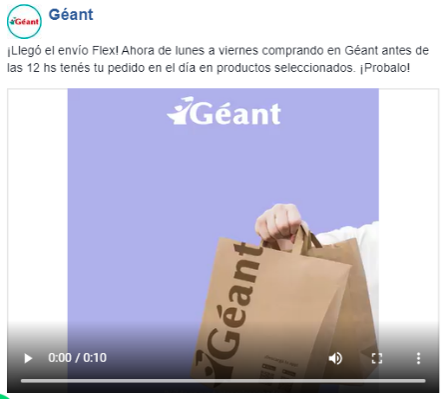 Géant
Géant
¡Llegó el envío Flex! Ahora de lunes a viernes comprando en Géant antes de
las 12 hs tenés tu pedido en el día en productos seleccionados. ¡Probalo!
Géant
Géant
0:00 / 0:10